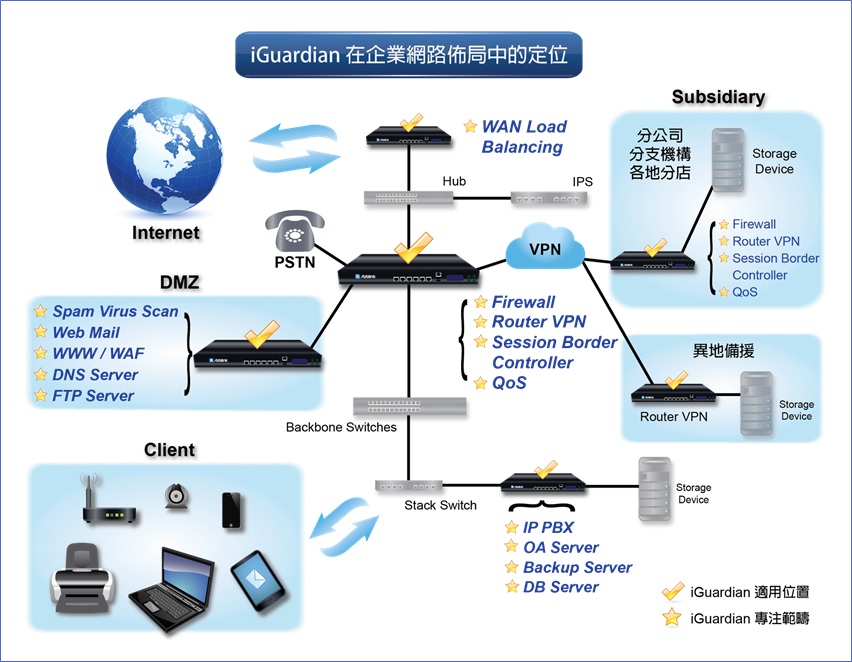 iGuardian 在企業網路佈局中的定位
Internet
WAN Load
Balancing
Hub
IPS
PSTN
VPN
Subsidiary
分公司
分支機構
各地分店
Storage
Device
Firewall
Router VPN
Session Border
Controller
QoS
DMZ
Spam Virus Scan
Web Mail
WWW / WAF
DNS Server
FTP Server
Azblink
Azblink
Firewall
Router VPN
Session Border
Controller
QoS
異地備援
Router VPN
Storage
Device
Backbone Switches
Client
Stack Switch
Storage
Device
IP PBX
OA Server
Backup Server
DB Server
iGuardian 適用位置
iGuardian 專注範疇